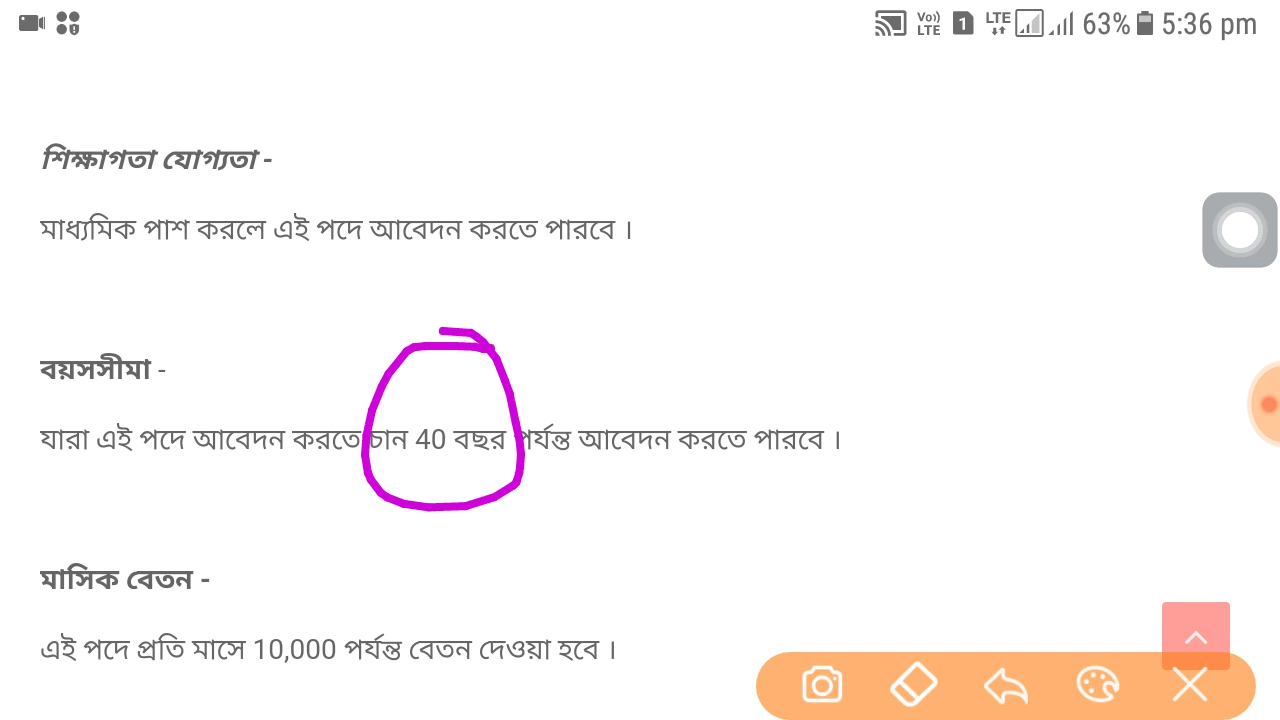 Vo)) LTE 1 LTE 63% 5:36 pm
শিক্ষাগতা যোগ্যতা -
মাধ্যমিক পাশ করলে এই পদে আবেদন করতে পারবে ।
বয়সসীমা -
যারা এই পদে আবেদন করতে চান 40 বছর পর্যন্ত আবেদন করতে পারবে ।
মাসিক বেতন -
এই পদে প্রতি মাসে 10,000 পর্যন্ত বেতন দেওয়া হবে ।